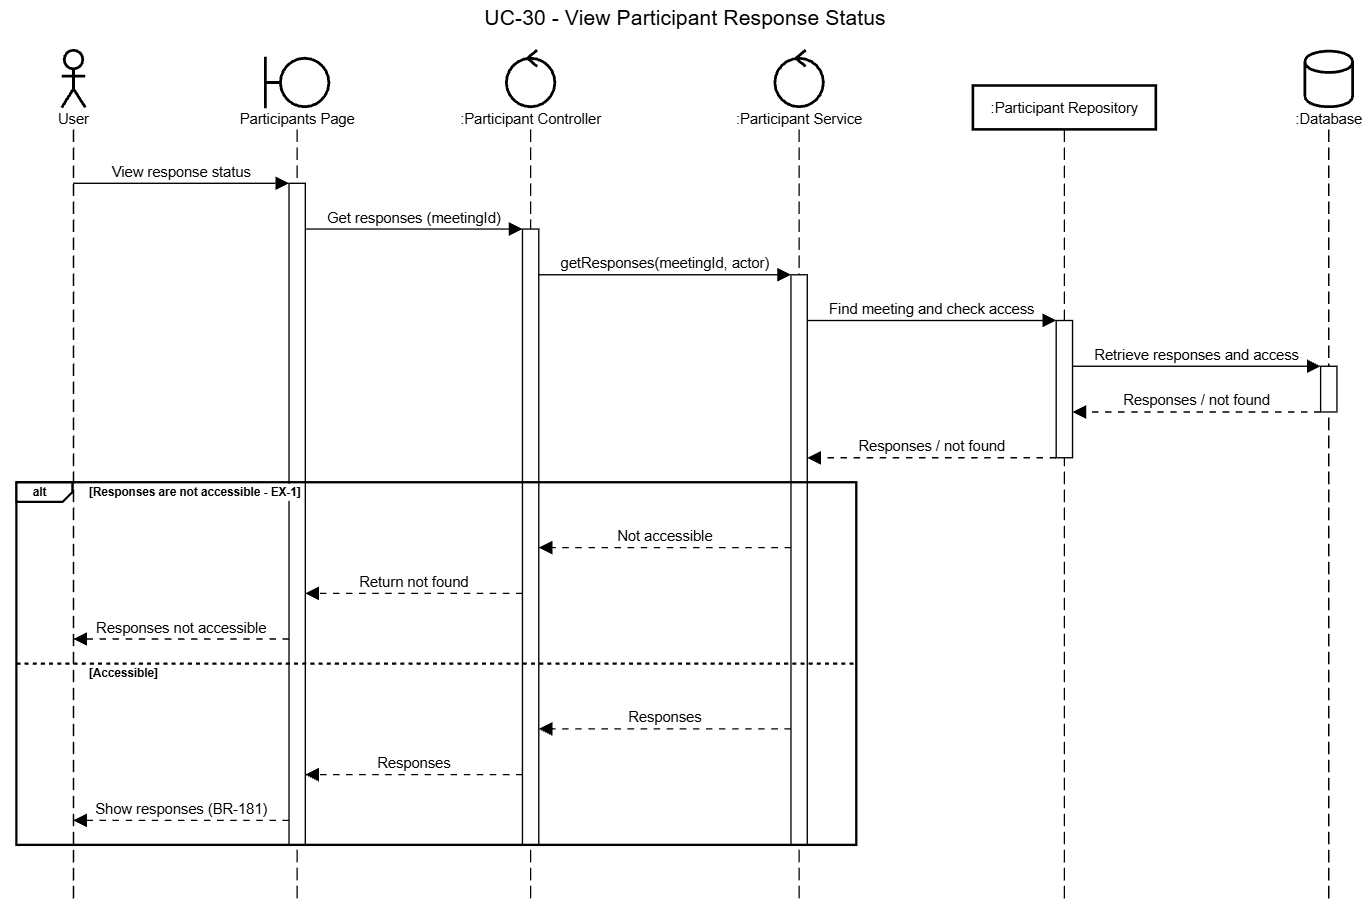 UC-30 - View Participant Response Status
User
Participants Page
:Participant Controller
:Participant Service
:Participant Repository
:Database
View response status
Get responses (meetingId)
getResponses(meetingId, actor)
Find meeting and check access
Retrieve responses and access
Responses / not found
Responses / not found
alt
[Responses are not accessible - EX-1]
Not accessible
Return not found
Responses not accessible
[Accessible]
Responses
Responses
Show responses (BR-181)